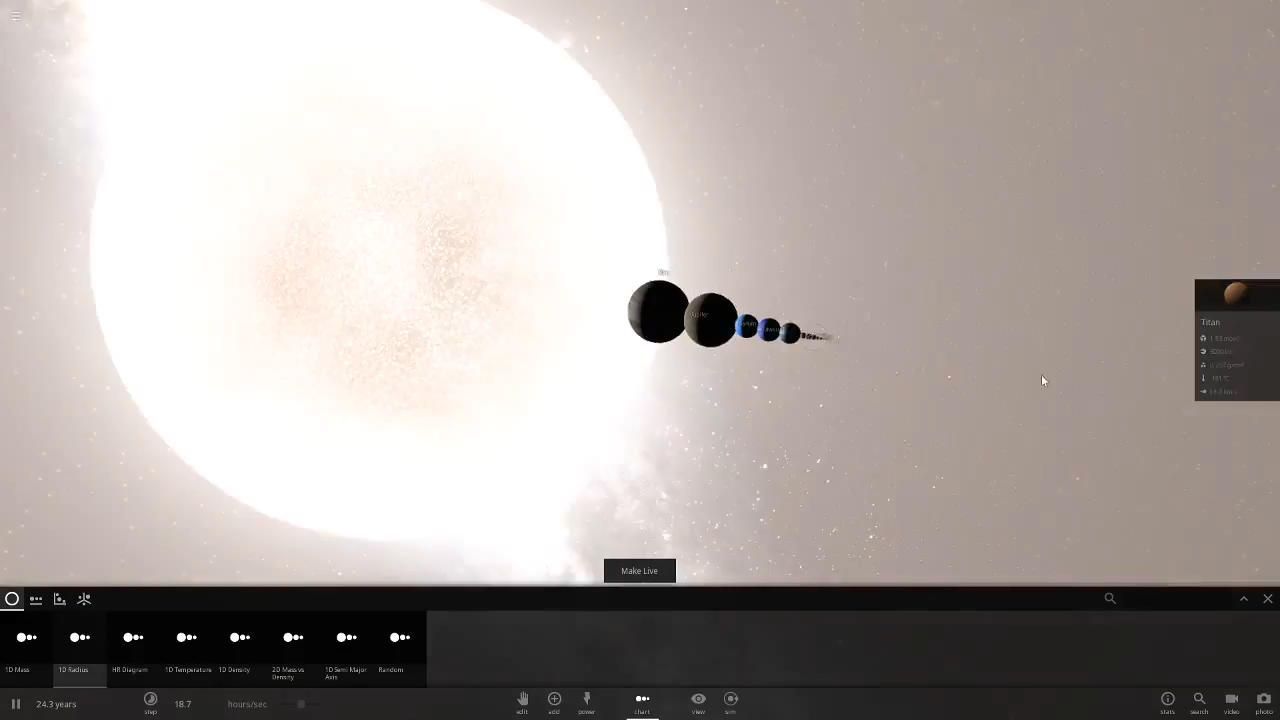 Jupiter
Titan
Make Live
1D Mass
1D Radius
HR Diagram
1D Temperature
1D Density
2D Mass vs
Density
1D Semi Major
Axis
Random
24.3 years
step
18.7
hours/sec
edit
add
power
chart
view
sim
stats
search
video
photo